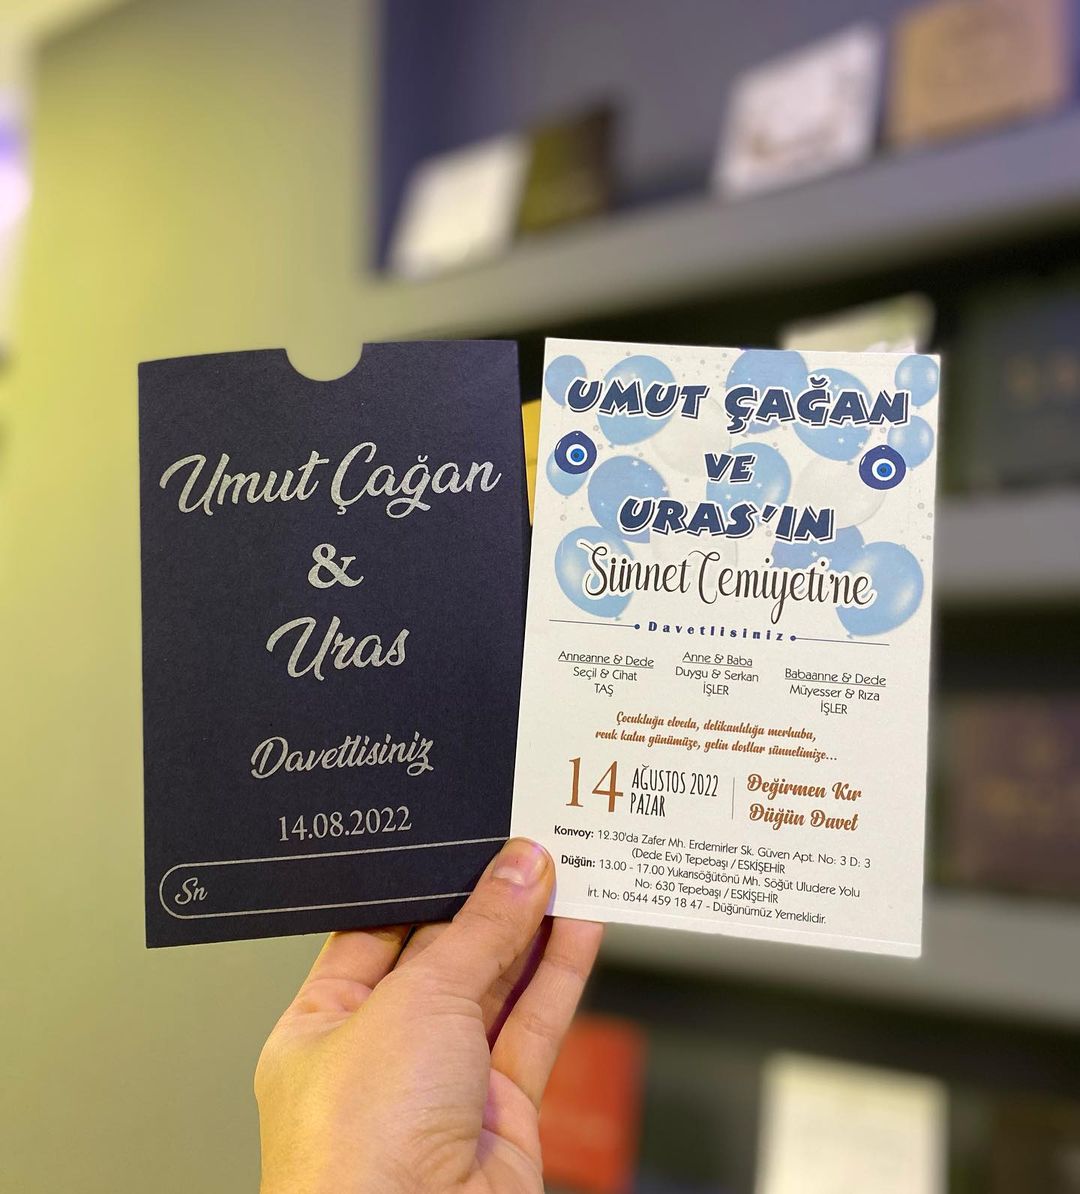 Umut Çağan
&
Uras
Davetlisiniz
14.08.2022
Sn
UMUT ÇAĞAN
VE
URAS'IN
Sünnet Cemiyeti'ne
Davetlisiniz
Anneanne & Dede
Seçil & Cihat
TAŞ
Anne & Baba
Duygu & Serkan
İŞLER
Babaanne & Dede
Müyesser & Rıza
İŞLER
Çocukluğa elveda, delikanlılığa merhaba,
renk katın günümüze, gelin dostlar sünnetimize...
14
AĞUSTOS 2022
PAZAR
Değirmen Kır
Düğün Davet
Konvoy: 12.30'da Zafer Mh. Erdemirler Sk. Güven Apt. No: 3 D: 3
(Dede Evi) Tepebaşı / ESKİŞEHİR
Düğün: 13.00 - 17.00 Yukarısöğütönü Mh. Söğüt Uludere Yolu
No: 630 Tepebaşı / ESKİŞEHİR
İrt. No: 0544 459 18 47 - Düğünümüz Yemeklidir.